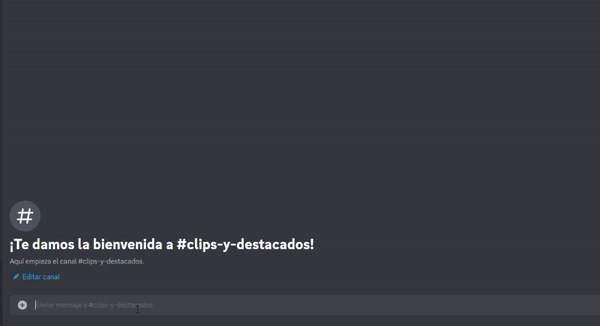 #
¡Te damos la bienvenida a #clips-y-destacados!
Aquí empieza el canal #clips-y-destacados.
Editar canal
Enviar mensaje a #clips-y-destacados